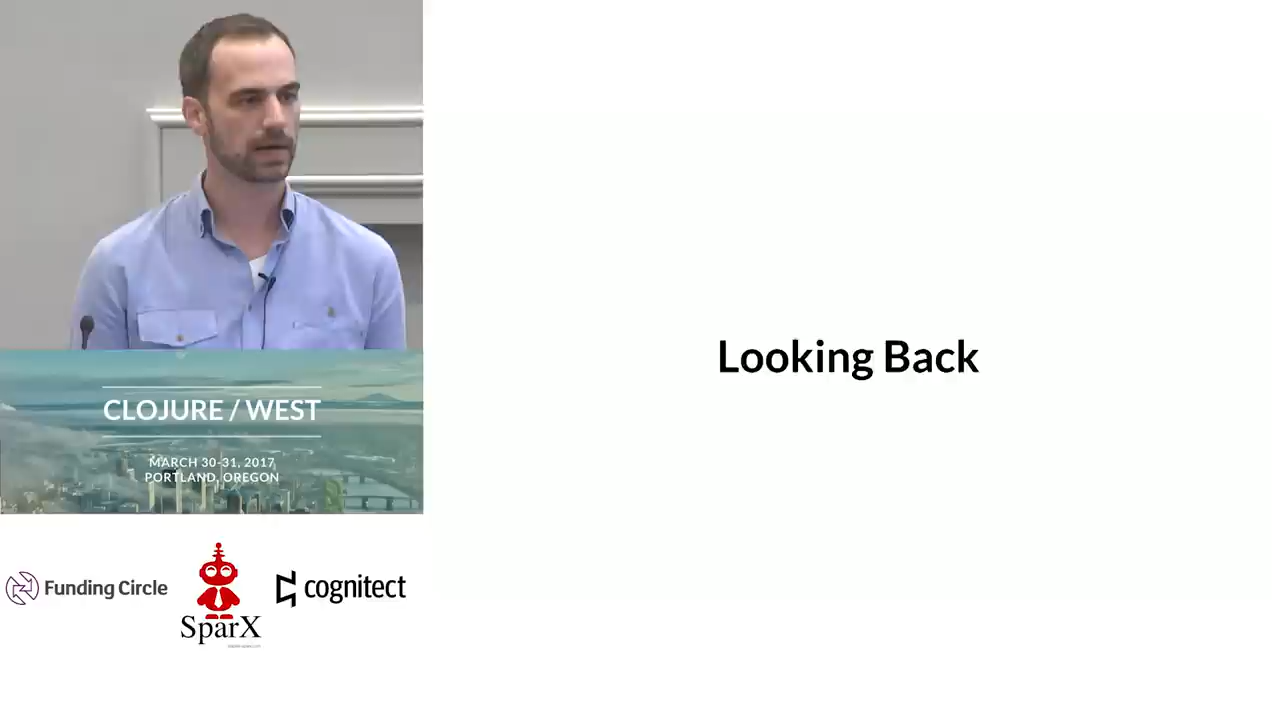 Looking Back
CLOJURE / WEST
MARCH 30-31, 2017
PORTLAND, OREGON
Funding Circle
SparX
cognitect